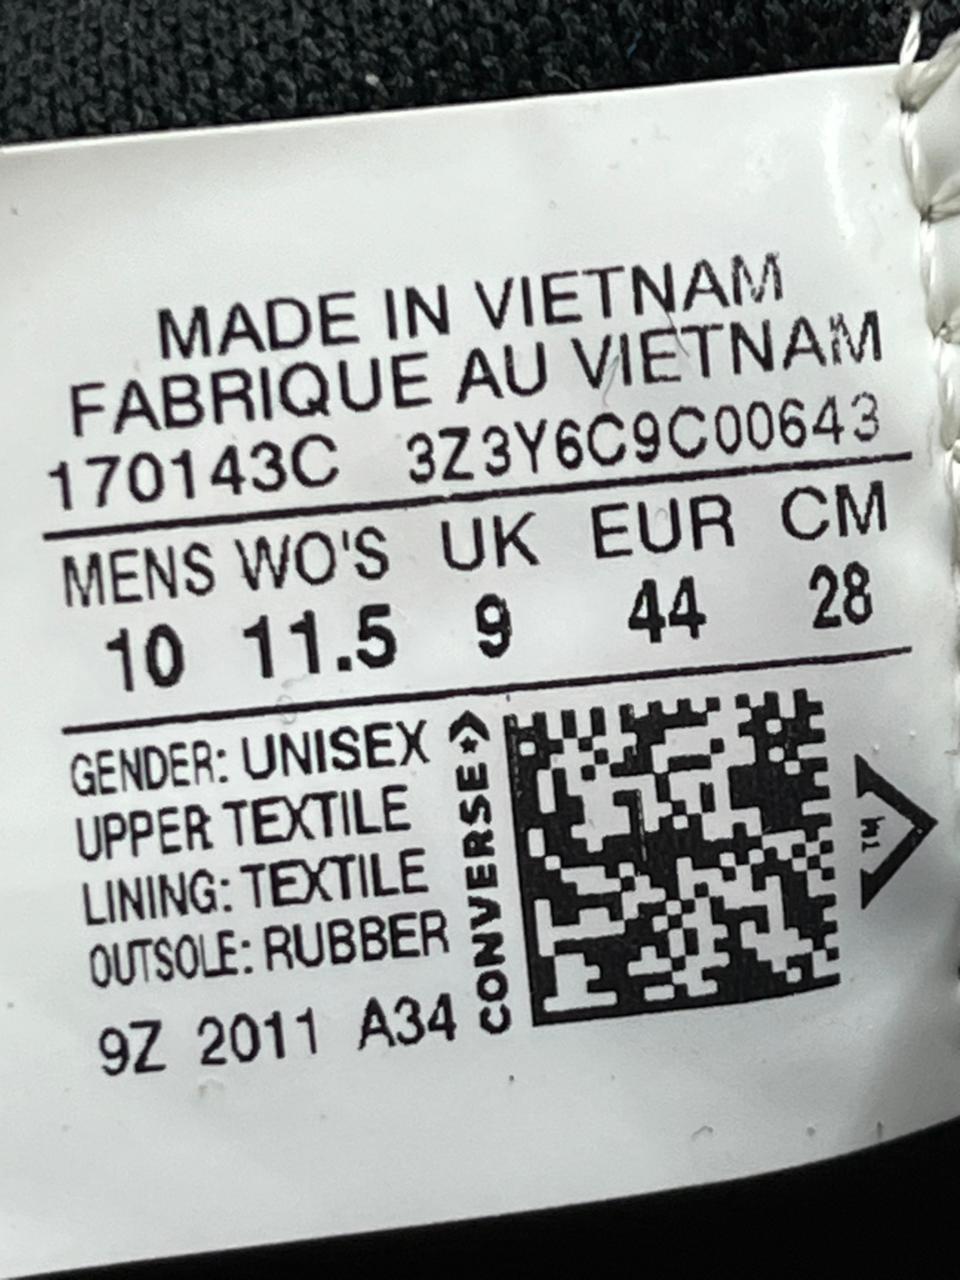 MADE IN VIETNAM
FABRIQUE AU VIETNAM
170143C 3Z3Y6C9C00643
MENS WO'S UK EUR CM
10 11.5 9 44 28
GENDER: UNISEX
UPPER TEXTILE
LINING: TEXTILE
OUTSOLE: RUBBER
9Z 2011 A34
CONVERSE